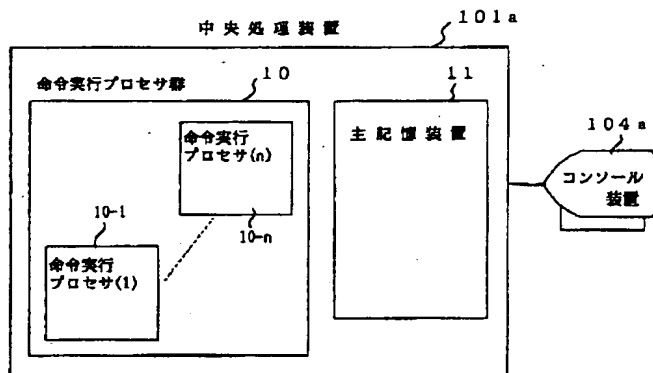 中央処理装置
101a
命令実行プロセサ群
10
11
104a
命令実行
プロセサ(n)
主記憶装置
コンソール
装置
10-1
10-n
命令実行
プロセサ(1)